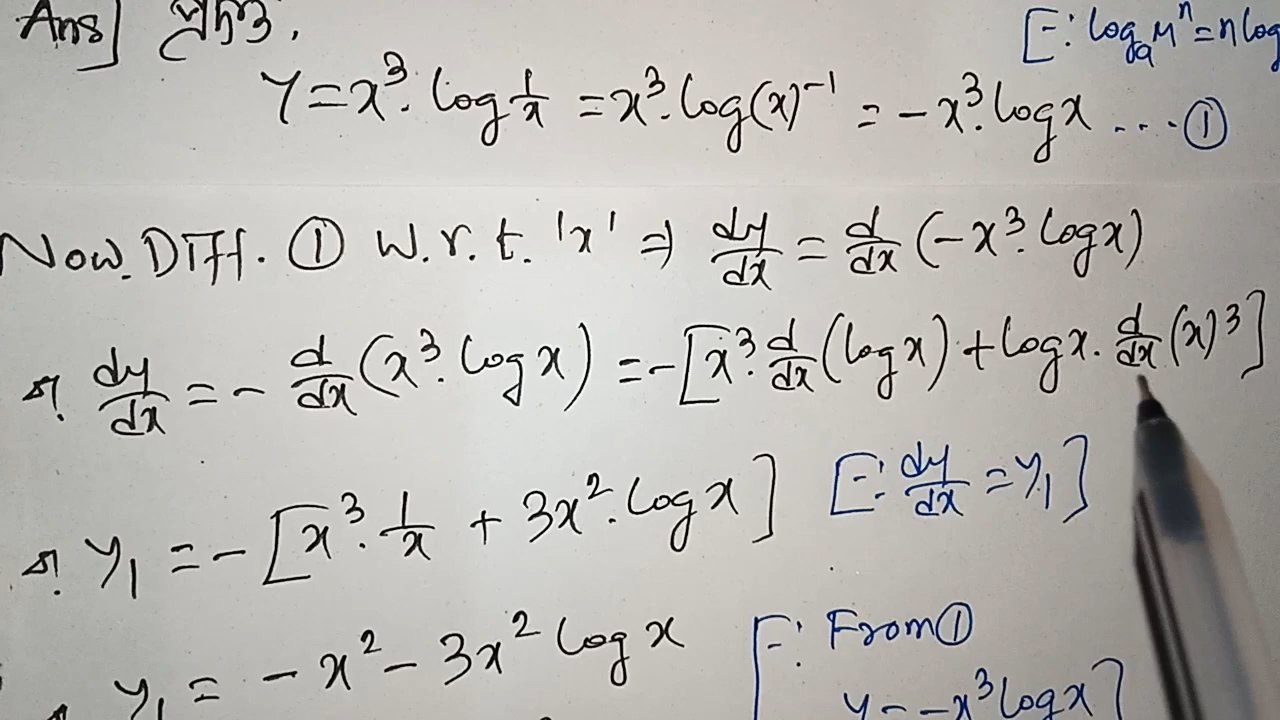 Ans] প্রদত্ত,
[∵ logₐMⁿ = n log
Y = x³. log 1/x = x³. log(x)⁻¹ = - x³. log x .... ①
Now. Diff. ① W.r.t. 'x' ⇒ dy/dx = d/dx (-x³. log x)
বা, dy/dx = - d/dx (x³. log x) = - [x³. d/dx (log x) + log x. d/dx (x)³]
বা, y₁ = - [x³. 1/x + 3x². log x] [∵ dy/dx = y₁]
y₁ = - x² - 3x² log x [∵ From ①
y = -x³ log x]